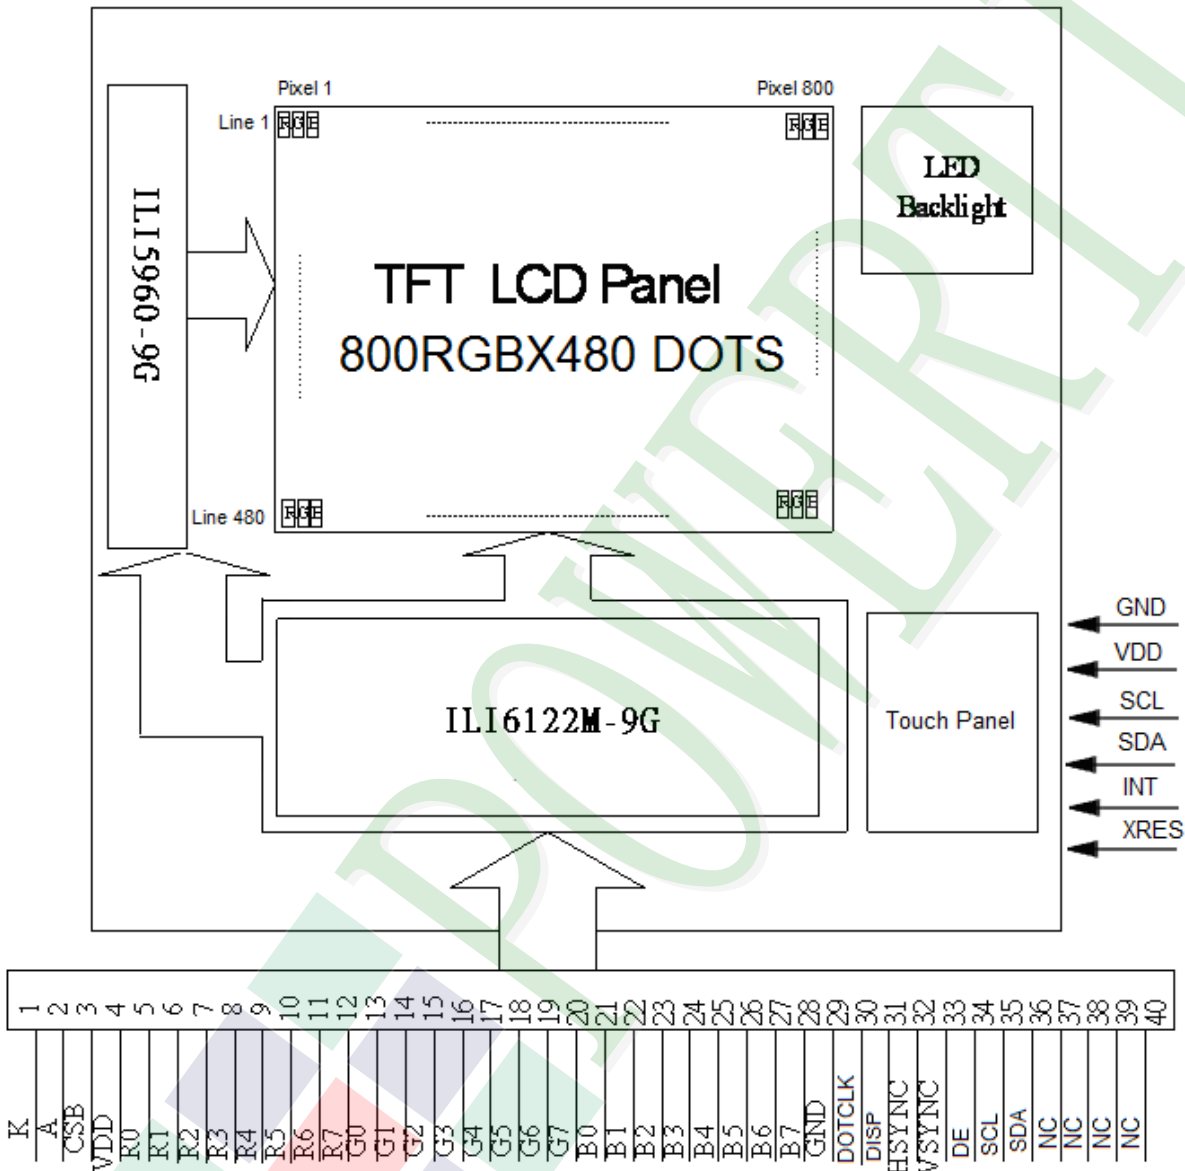 Pixel 1
Pixel 800
Line 1
RGB
RGB
LED
Backlight
ILI5960-9G
TFT LCD Panel
800RGBX480 DOTS
Line 480
RGB
RGB
GND
VDD
SCL
SDA
INT
XRES
ILI6122M-9G
Touch Panel
1 2 3 4 5 6 7 8 9 10 11 12 13 14 15 16 17 18 19 20 21 22 23 24 25 26 27 28 29 30 31 32 33 34 35 36 37 38 39 40
K A CSB VDD R0 R1 R2 R3 R4 R5 R6 R7 G0 G1 G2 G3 G4 G5 G6 G7 B0 B1 B2 B3 B4 B5 B6 B7 GND DOTCLK DISP HSYNC VSYNC DE SCL SDA NC NC NC NC
POWERT